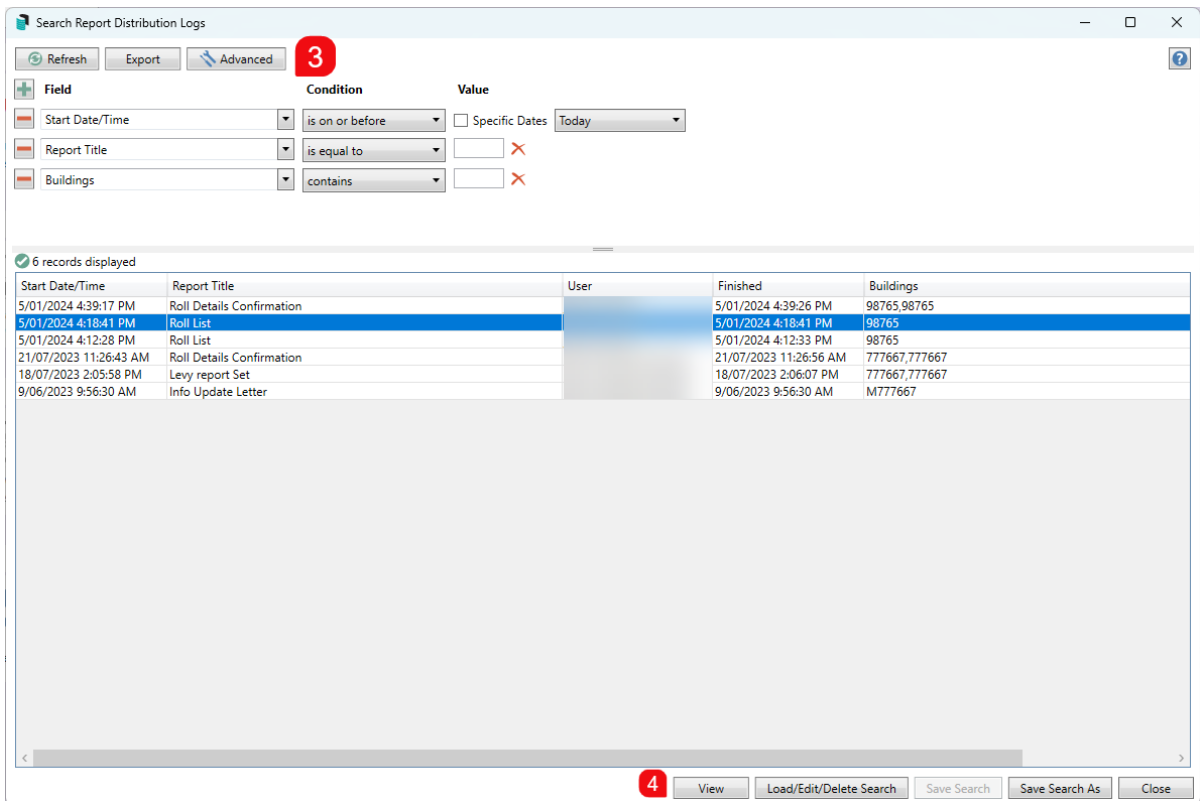 Search Report Distribution Logs
Refresh Export Advanced 3
Field Condition Value
Start Date/Time is on or before Specific Dates Today
Report Title is equal to
Buildings contains
6 records displayed
Start Date/Time Report Title User Finished Buildings
5/01/2024 4:39:17 PM Roll Details Confirmation 5/01/2024 4:39:26 PM 98765,98765
5/01/2024 4:18:41 PM Roll List 5/01/2024 4:18:41 PM 98765
5/01/2024 4:12:28 PM Roll List 5/01/2024 4:12:33 PM 98765
21/07/2023 11:26:43 AM Roll Details Confirmation 21/07/2023 11:26:56 AM 777667,777667
18/07/2023 2:05:58 PM Levy report Set 18/07/2023 2:06:07 PM 777667,777667
9/06/2023 9:56:30 AM Info Update Letter 9/06/2023 9:56:30 AM M777667
4 View Load/Edit/Delete Search Save Search Save Search As Close